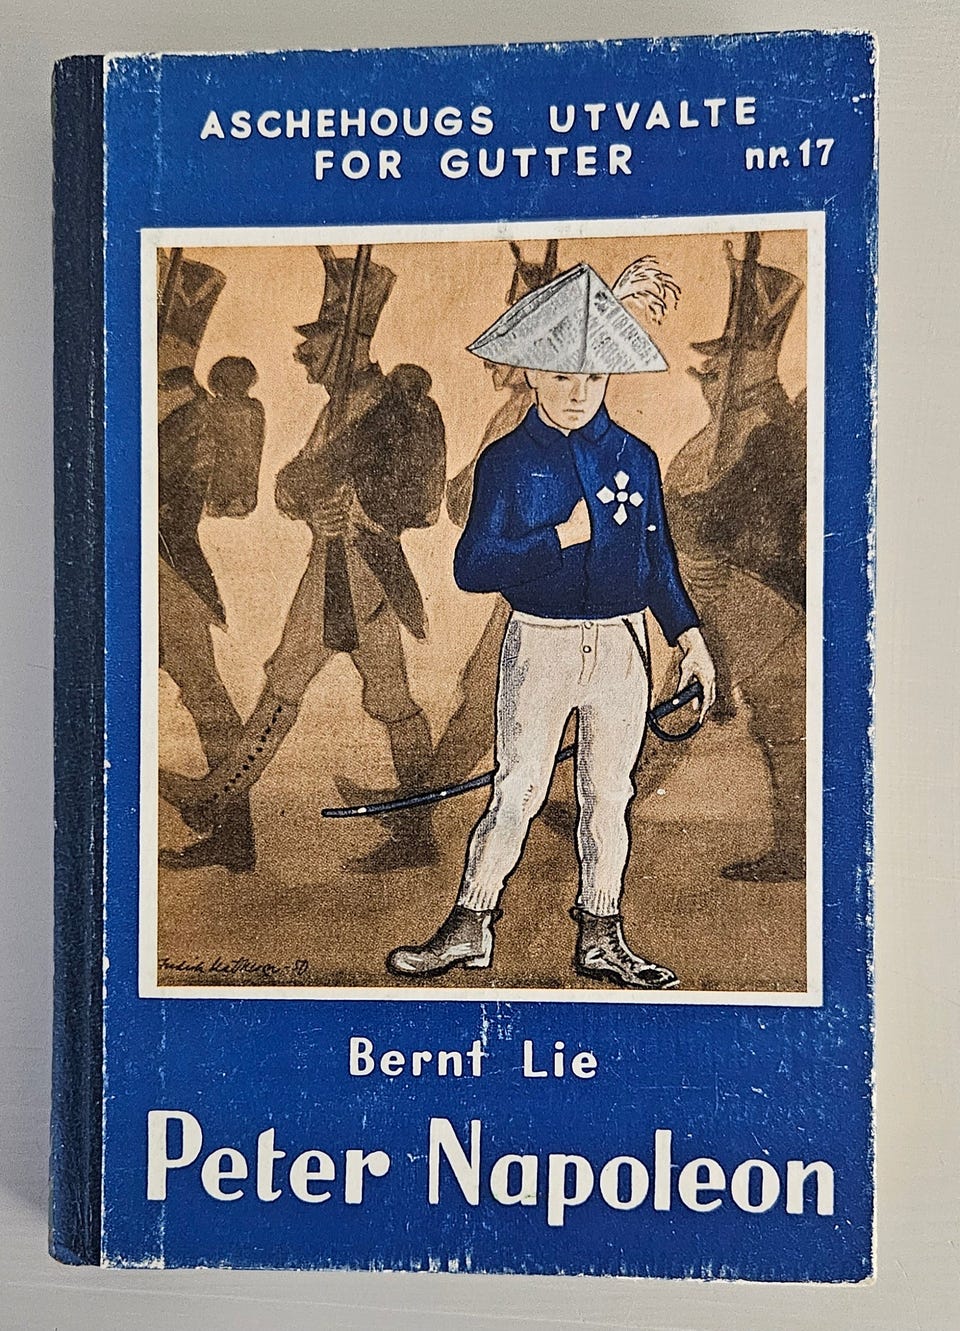 ASCHEHOUGS UTVALTE
FOR GUTTER nr. 17
Bernt Lie
Peter Napoleon